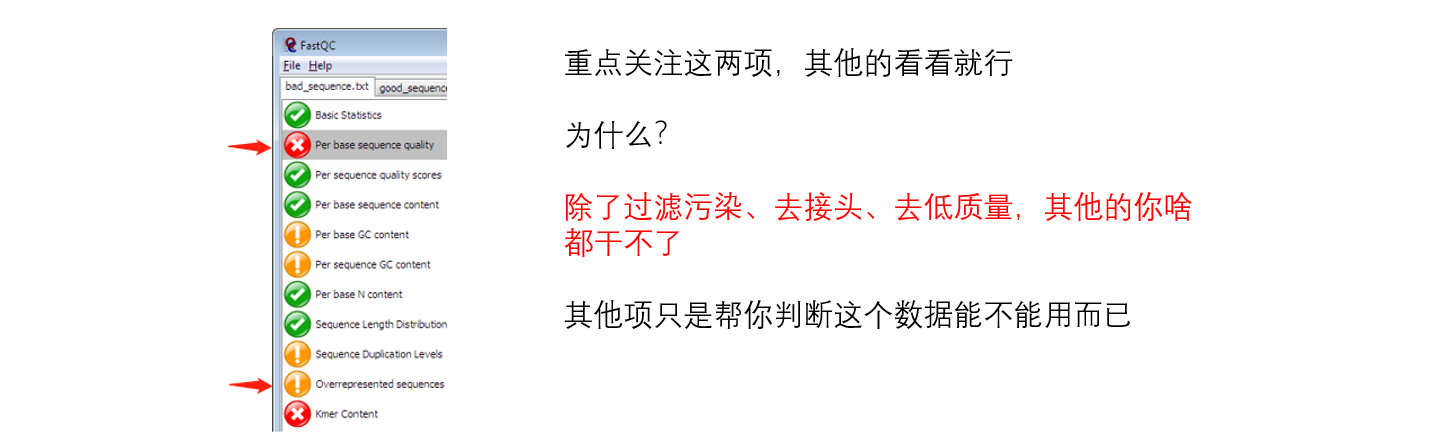 FastQC
File Help
bad_sequence.txt good_sequence
Basic Statistics
Per base sequence quality
Per sequence quality scores
Per base sequence content
Per base GC content
Per sequence GC content
Per base N content
Sequence Length Distribution
Sequence Duplication Levels
Overrepresented sequences
Kmer Content
重点关注这两项，其他的看看就行
为什么？
除了过滤污染、去接头、去低质量，其他的你啥
都干不了
其他项只是帮你判断这个数据能不能用而已